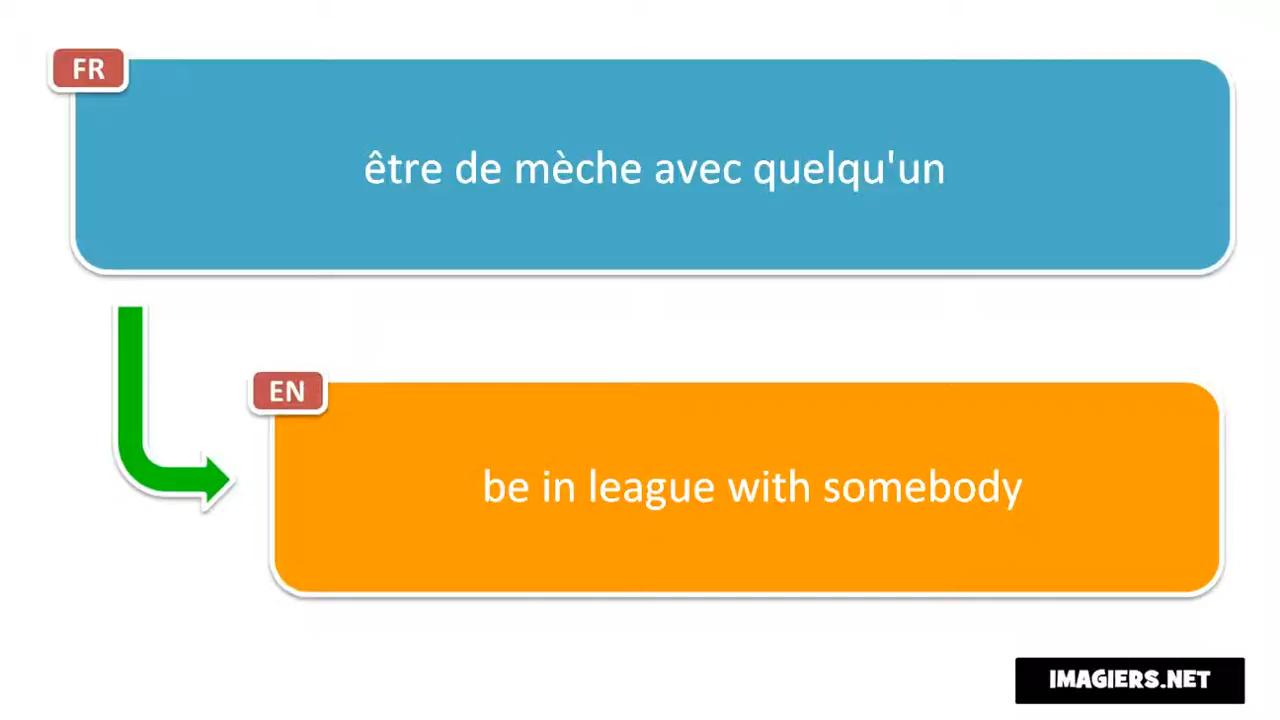 FR
être de mèche avec quelqu'un
EN
be in league with somebody
IMAGIERS.NET